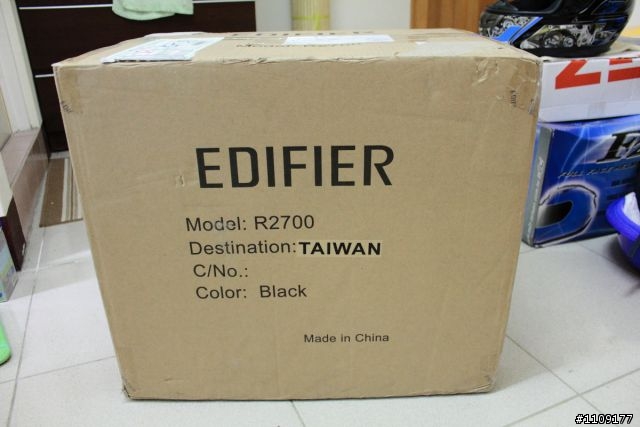 EDIFIER
Model: R2700
Destination: TAIWAN
C/No.:
Color: Black
Made in China
#1109177